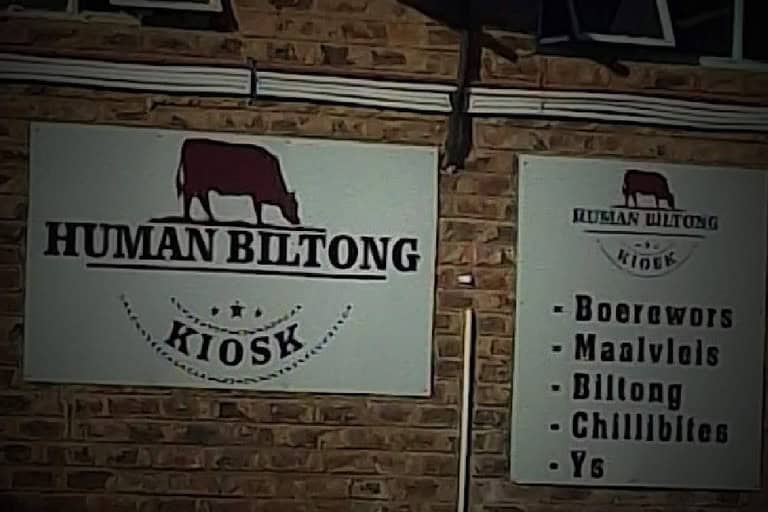 HUMAN BILTONG
KIOSK
HUMAN BILTONG
KIOSK
- Boerewors
- Maalvleis
- Biltong
- Chillibites
- Ys